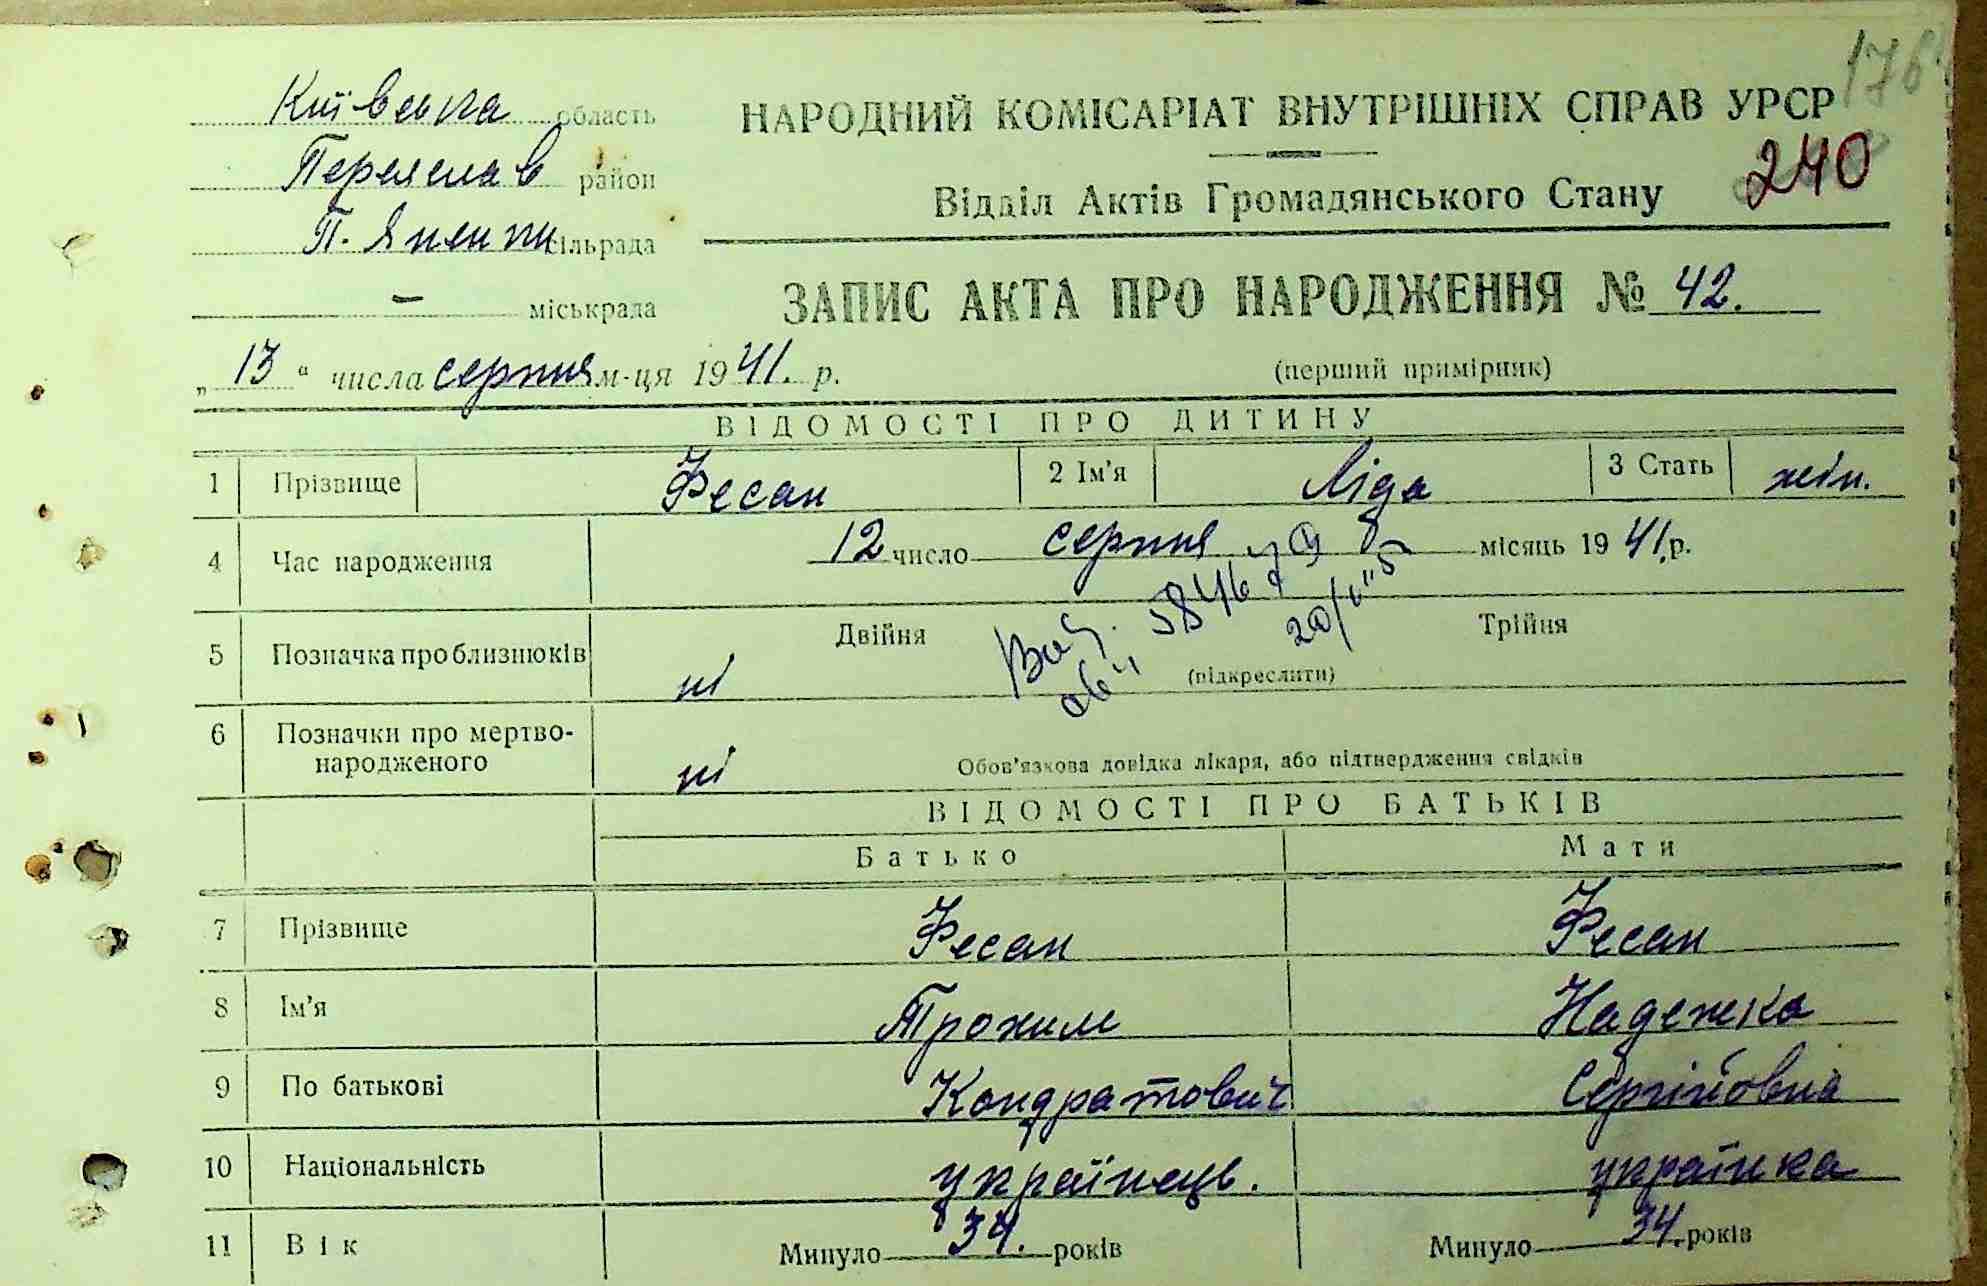 176
Київська область
НАРОДНИЙ КОМІСАРІАТ ВНУТРІШНІХ СПРАВ УРСР
Переяслав район
240
Відділ Актів Громадянського Стану
П. сільрада
— міськрада
ЗАПИС АКТА ПРО НАРОДЖЕННЯ № 42.
„ 13 “ числа серпня м-ця 1941. р.
(перший примірник)
ВІДОМОСТІ ПРО ДИТИНУ
1 Прізвище Фесан 2 Ім'я Ліда 3 Стать жін.
4 Час народження 12 число серпня місяць 1941.р.
5 Позначка про близнюків ні Двійня Трійня
(підкреслити)
6 Позначки про мертво-
народженого ні Обов'язкова довідка лікаря, або підтвердження свідків
ВІДОМОСТІ ПРО БАТЬКІВ
Батько Мати
7 Прізвище Фесан Фесан
8 Ім'я Трохим Надежка
9 По батькові Кондратович Сергійовна
10 Національність українець. українка
11 Вік Минуло 34. років Минуло 34. років